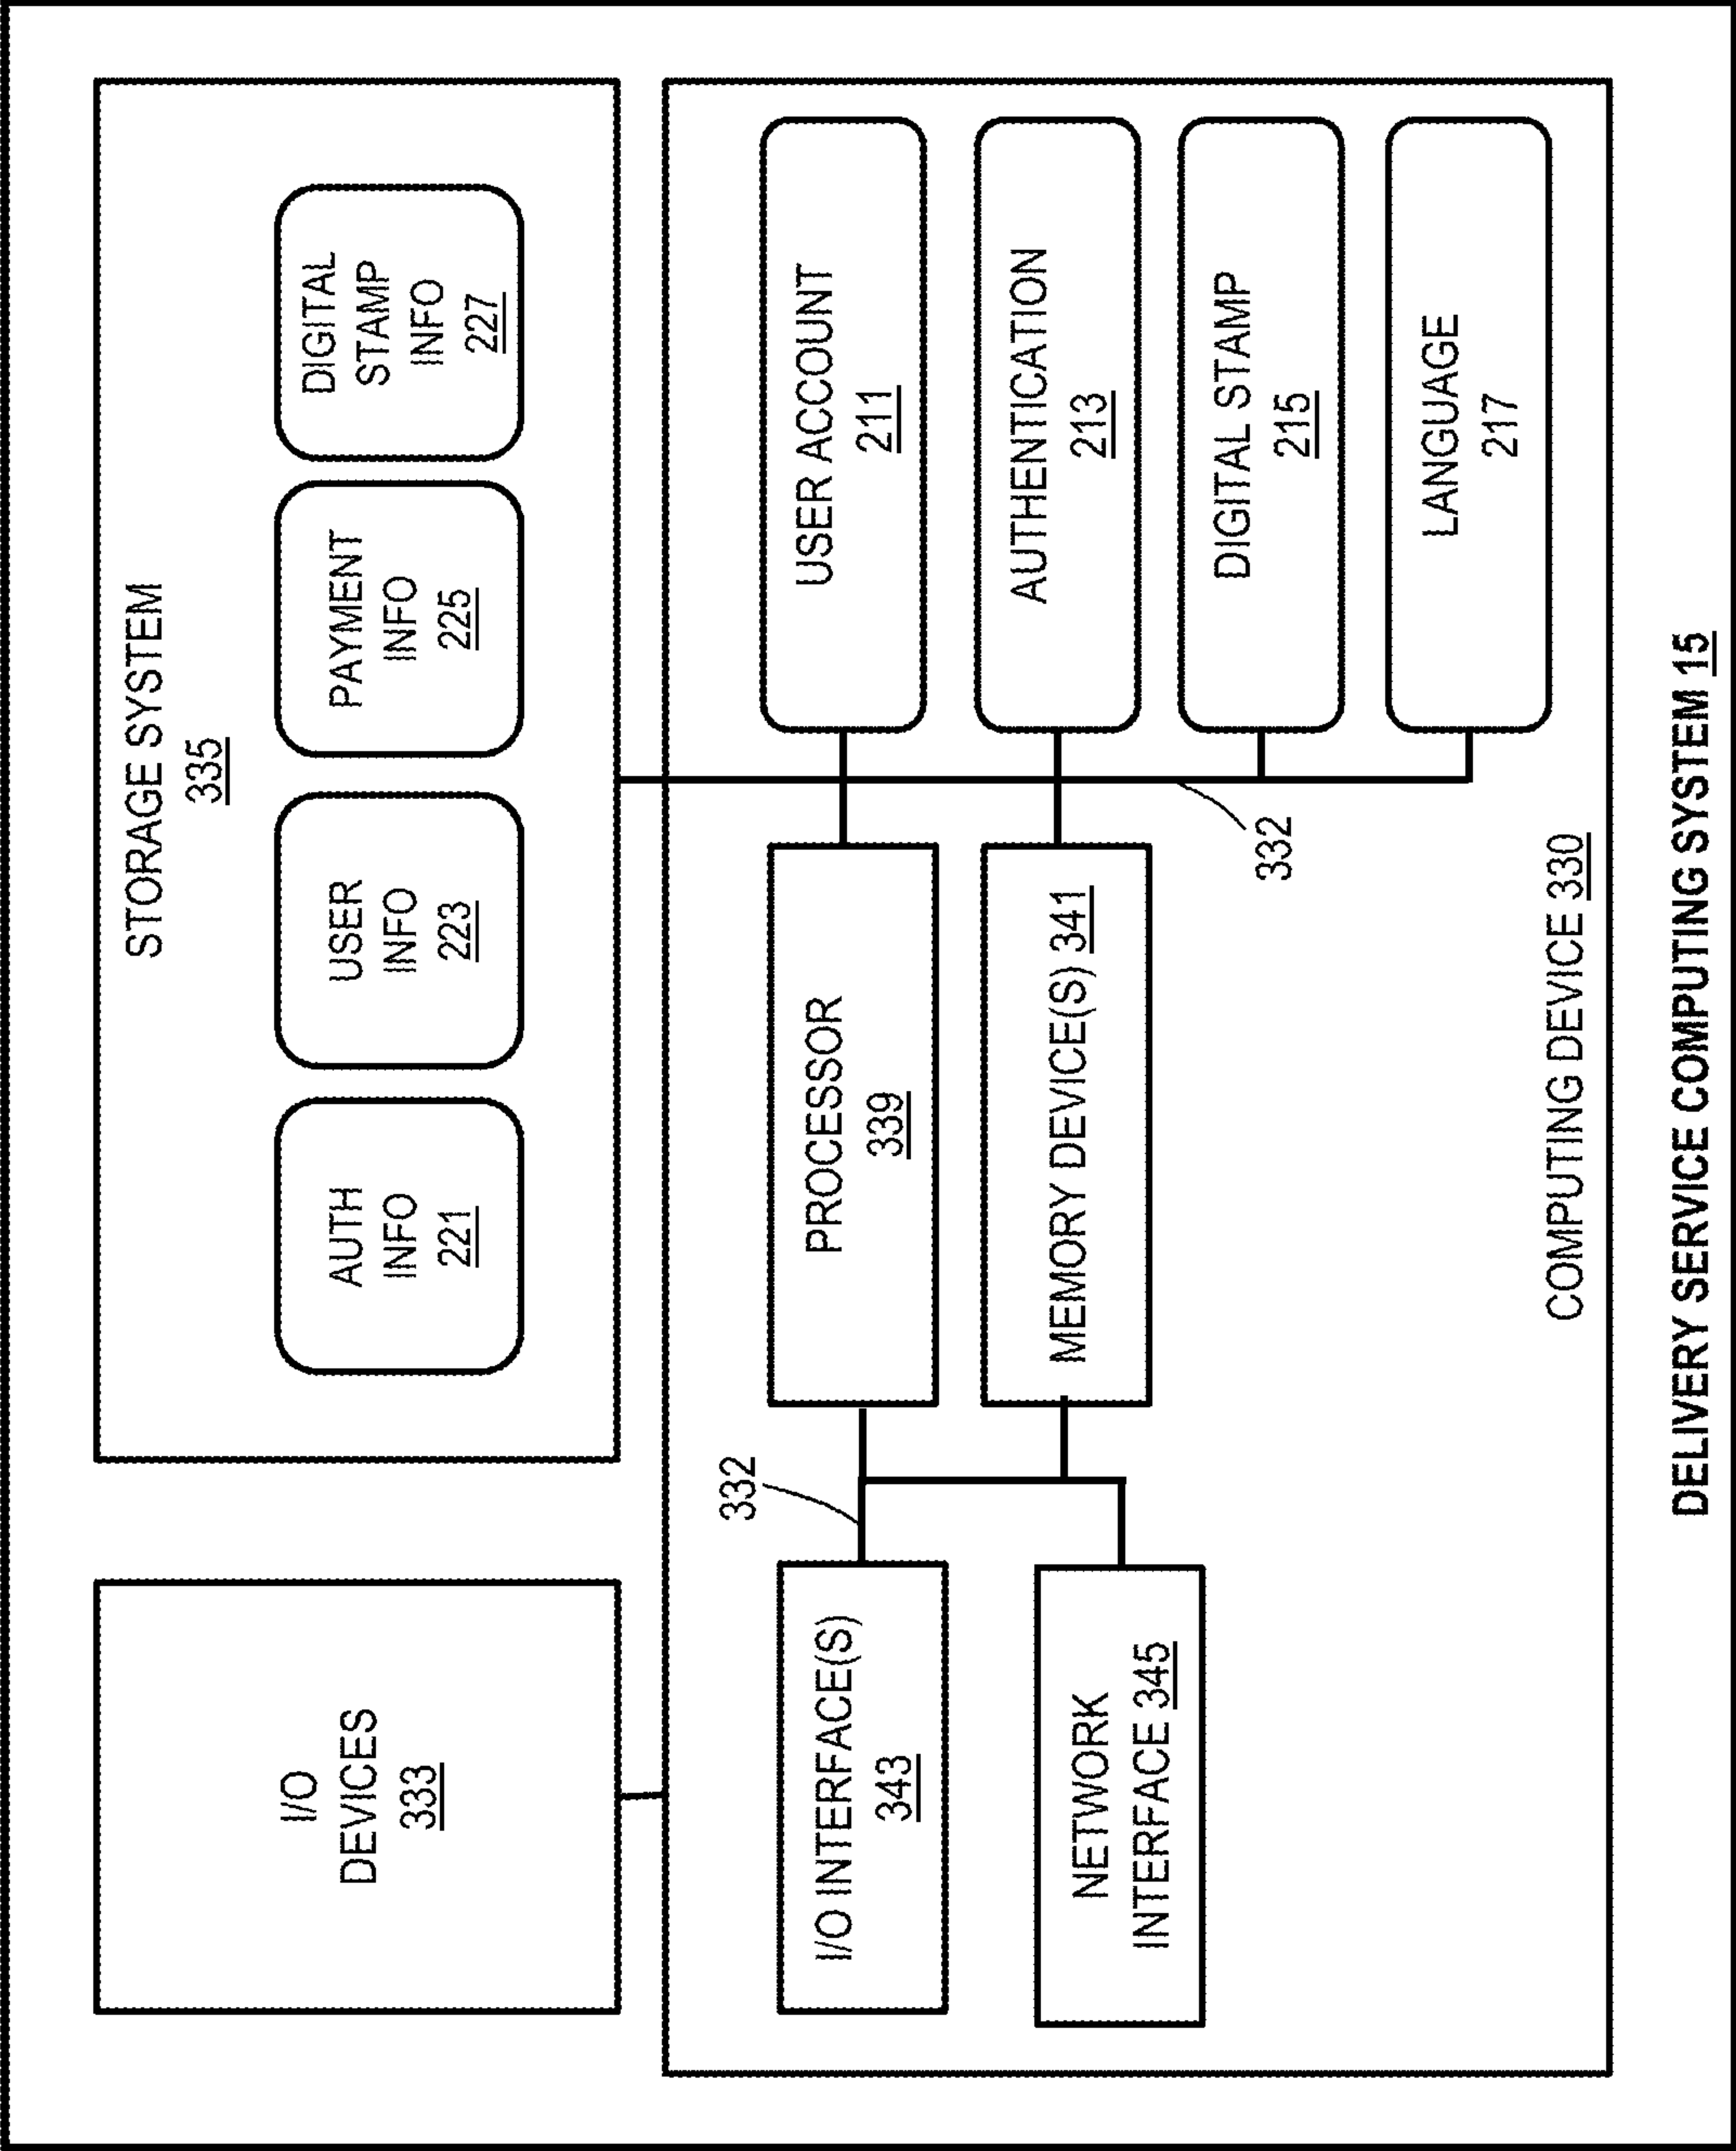 I/O
DEVICES
333
STORAGE SYSTEM
335
AUTH
INFO
221
USER
INFO
223
PAYMENT
INFO
225
DIGITAL
STAMP
INFO
227
332
I/O INTERFACE(S)
343
PROCESSOR
339
USER ACCOUNT
211
NETWORK
INTERFACE 345
MEMORY DEVICE(S) 341
AUTHENTICATION
213
332
DIGITAL STAMP
215
LANGUAGE
217
COMPUTING DEVICE 330
DELIVERY SERVICE COMPUTING SYSTEM 15